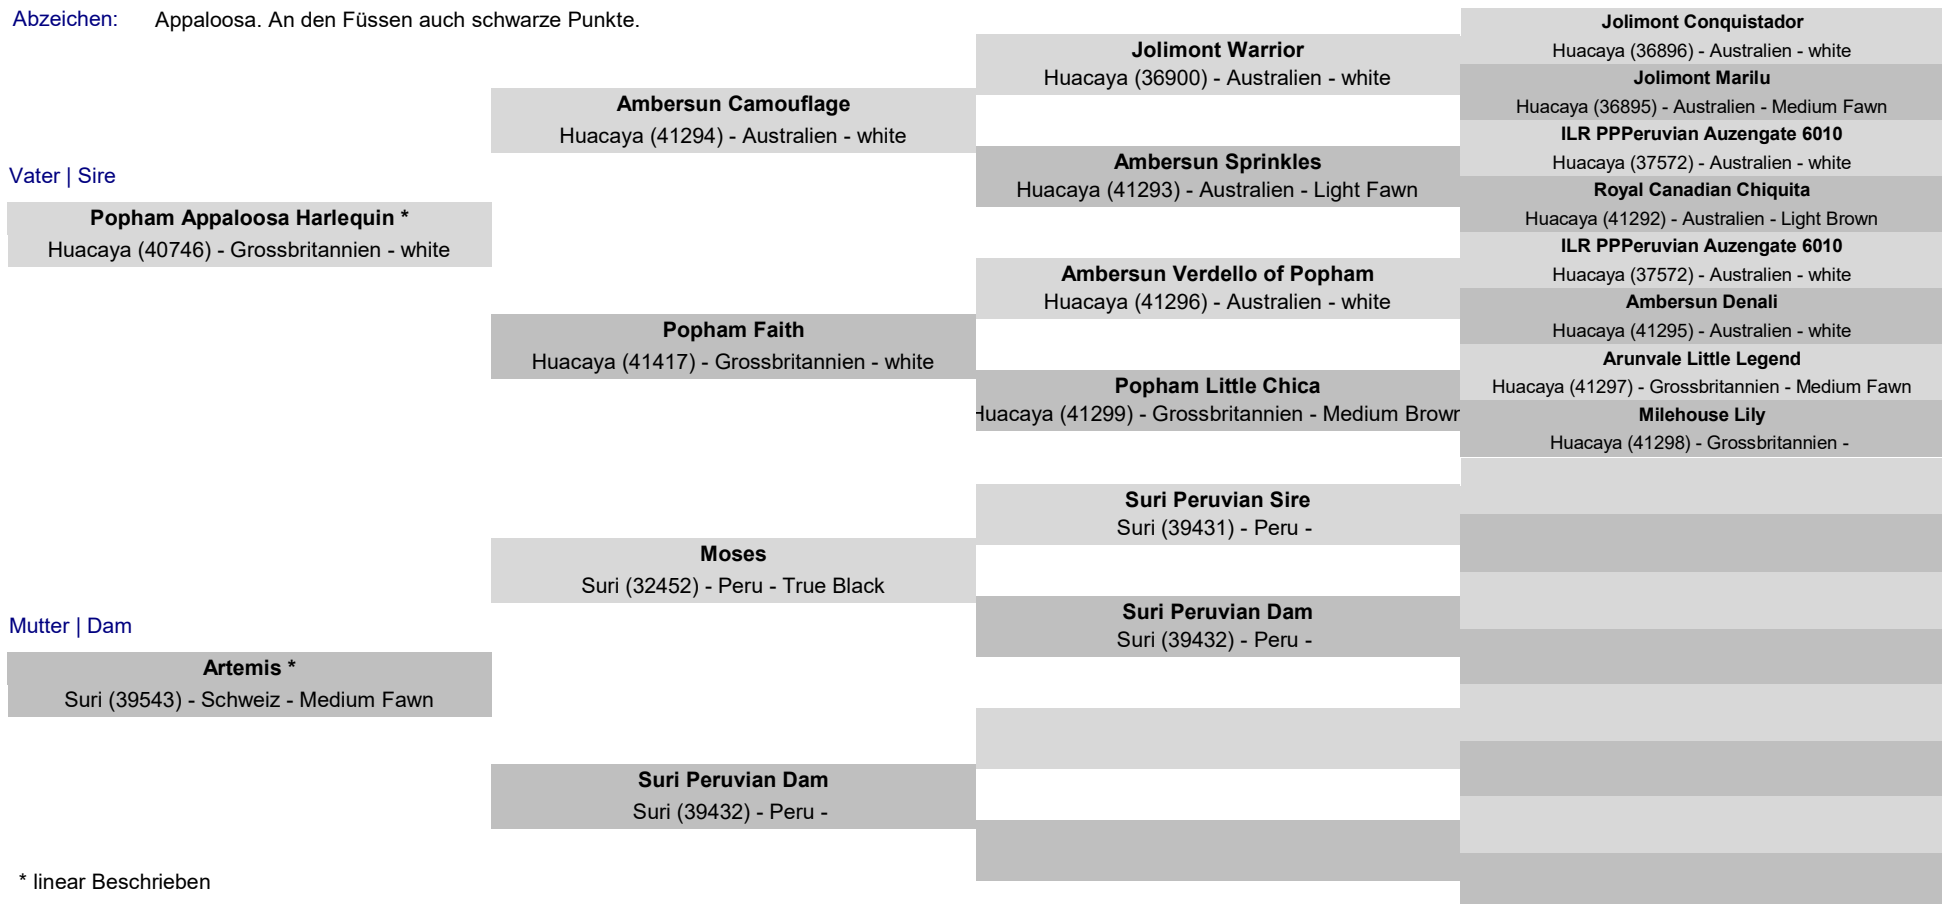 Abzeichen: Appaloosa. An den Füssen auch schwarze Punkte.
Vater | Sire
Popham Appaloosa Harlequin *
Huacaya (40746) - Grossbritannien - white
Mutter | Dam
Artemis *
Suri (39543) - Schweiz - Medium Fawn
* linear Beschrieben
Ambersun Camouflage
Huacaya (41294) - Australien - white
Popham Faith
Huacaya (41417) - Grossbritannien - white
Moses
Suri (32452) - Peru - True Black
Suri Peruvian Dam
Suri (39432) - Peru -
Jolimont Warrior
Huacaya (36900) - Australien - white
Ambersun Sprinkles
Huacaya (41293) - Australien - Light Fawn
Ambersun Verdello of Popham
Huacaya (41296) - Australien - white
Popham Little Chica
Huacaya (41299) - Grossbritannien - Medium Brown
Suri Peruvian Sire
Suri (39431) - Peru -
Suri Peruvian Dam
Suri (39432) - Peru -
Jolimont Conquistador
Huacaya (36896) - Australien - white
Jolimont Marilu
Huacaya (36895) - Australien - Medium Fawn
ILR PPPeruvian Auzengate 6010
Huacaya (37572) - Australien - white
Royal Canadian Chiquita
Huacaya (41292) - Australien - Light Brown
ILR PPPeruvian Auzengate 6010
Huacaya (37572) - Australien - white
Ambersun Denali
Huacaya (41295) - Australien - white
Arunvale Little Legend
Huacaya (41297) - Grossbritannien - Medium Fawn
Milehouse Lily
Huacaya (41298) - Grossbritannien -